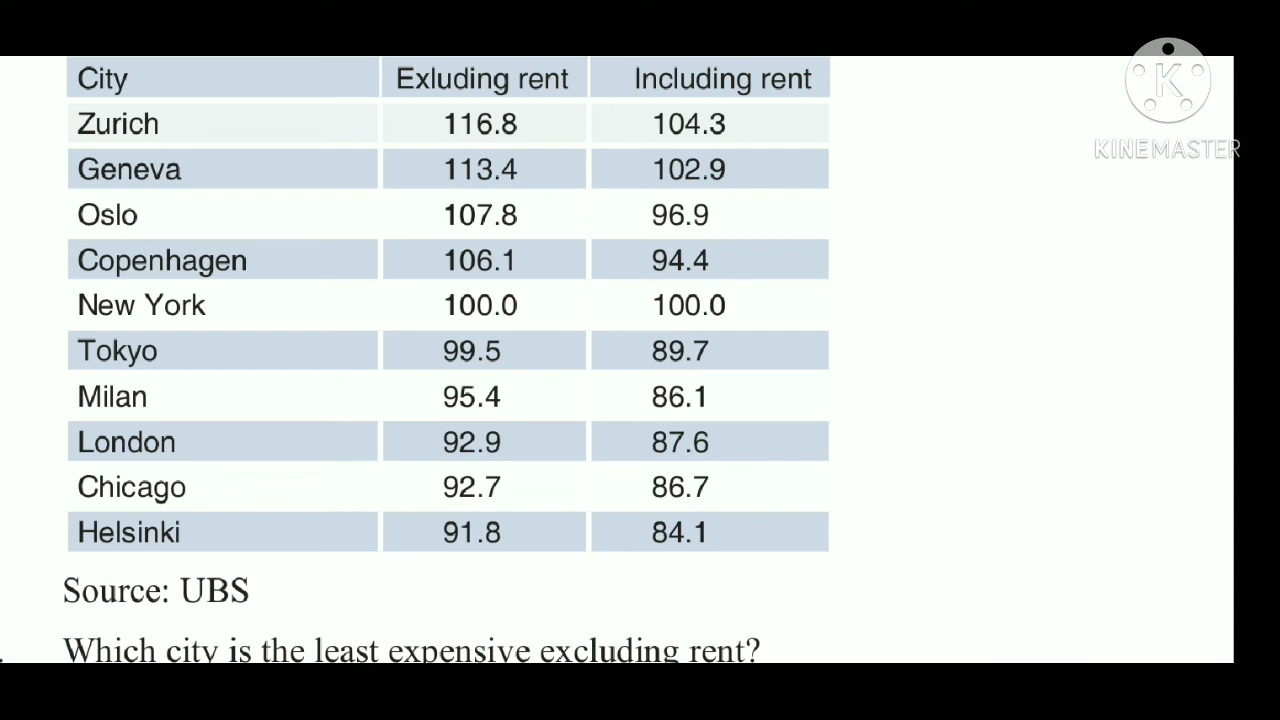 City Exluding rent Including rent
Zurich 116.8 104.3
Geneva 113.4 102.9
Oslo 107.8 96.9
Copenhagen 106.1 94.4
New York 100.0 100.0
Tokyo 99.5 89.7
Milan 95.4 86.1
London 92.9 87.6
Chicago 92.7 86.7
Helsinki 91.8 84.1
Source: UBS
Which city is the least expensive excluding rent?
K
KINEMASTER